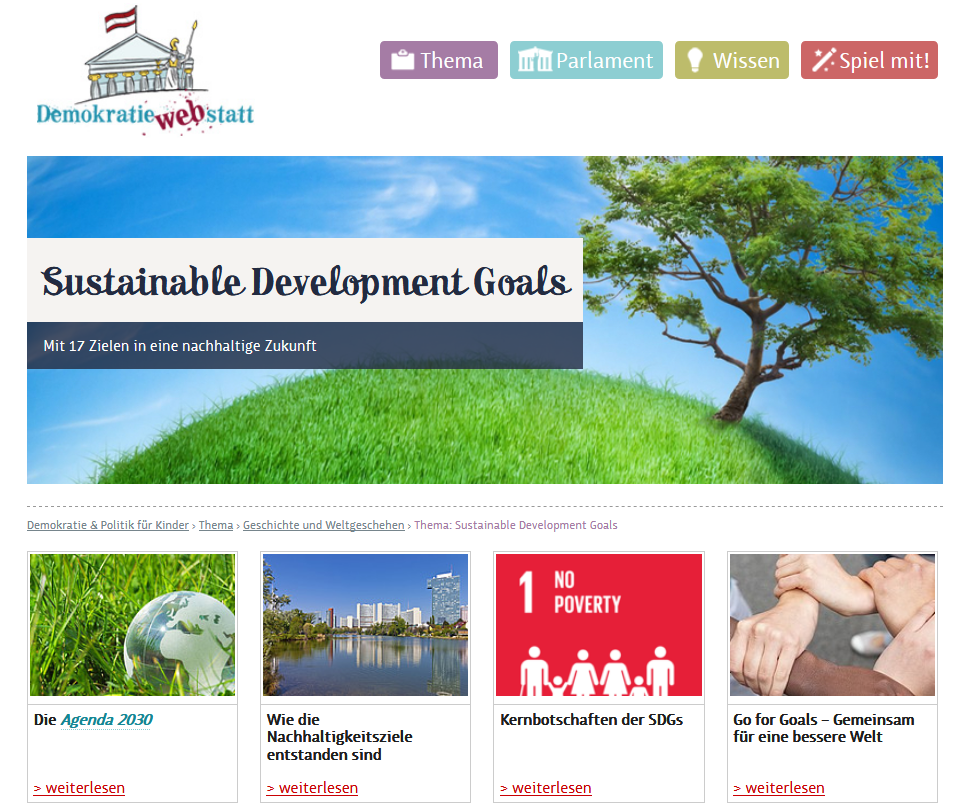 Demokratiewebstatt
Thema
Parlament
Wissen
Spiel mit!
Sustainable Development Goals
Mit 17 Zielen in eine nachhaltige Zukunft
Demokratie & Politik für Kinder › Thema › Geschichte und Weltgeschehen › Thema: Sustainable Development Goals
1 NO
POVERTY
Die Agenda 2030
> weiterlesen
Wie die
Nachhaltigkeitsziele
entstanden sind
> weiterlesen
Kernbotschaften der SDGs
> weiterlesen
Go for Goals – Gemeinsam
für eine bessere Welt
> weiterlesen